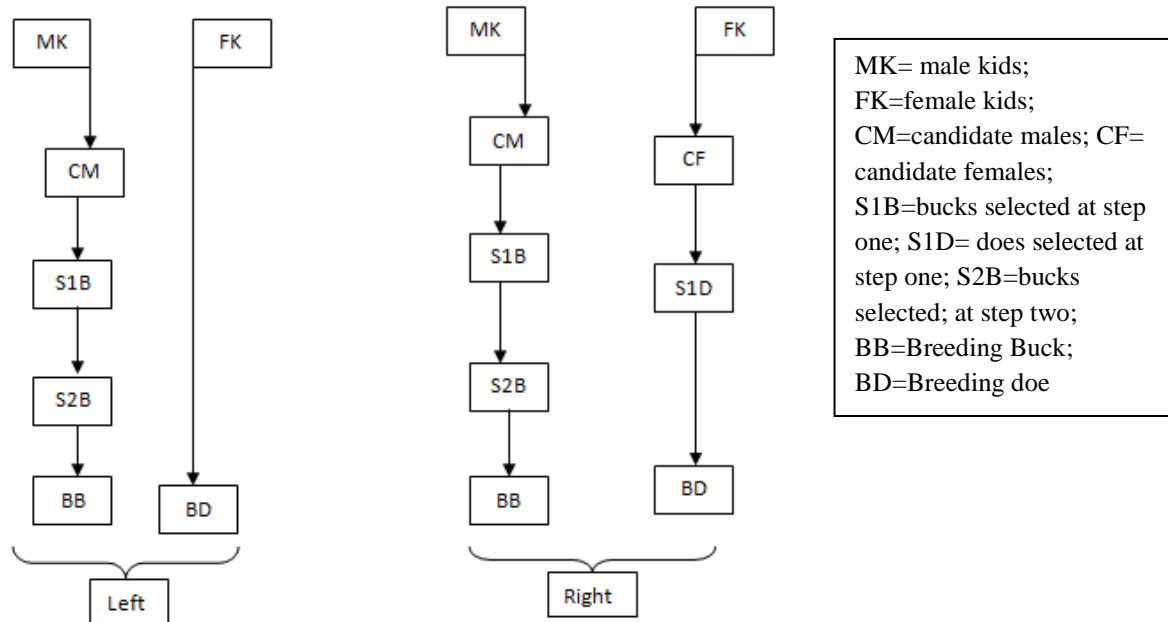 MK
FK
MK
FK
CM
CM
CF
S1B
S1B
S1D
S2B
S2B
BB
BD
BB
BD
Left
Right
MK= male kids;
FK=female kids;
CM=candidate males; CF=
candidate females;
S1B=bucks selected at step
one; S1D= does selected at
step one; S2B=bucks
selected; at step two;
BB=Breeding Buck;
BD=Breeding doe